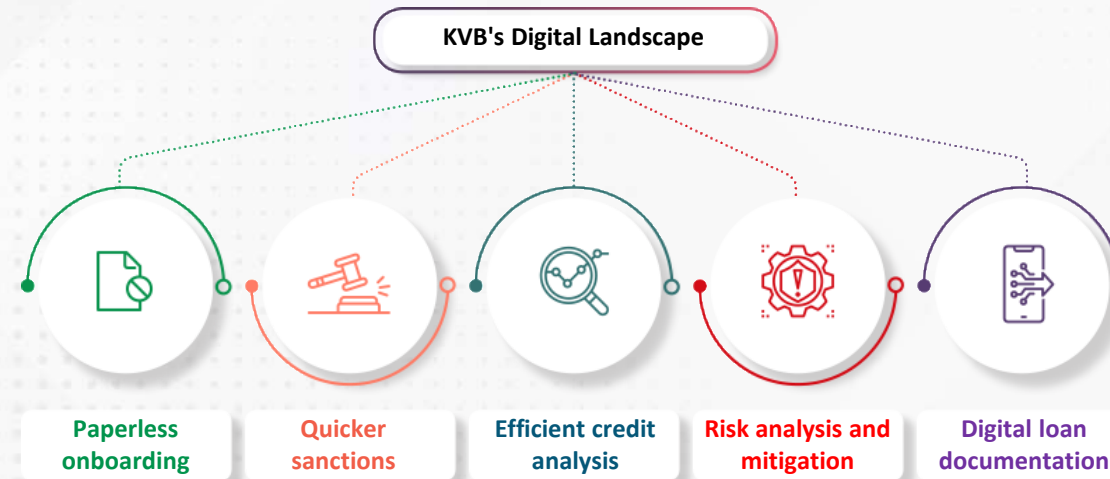 KVB's Digital Landscape
Paperless
onboarding
Quicker
sanctions
Efficient credit
analysis
Risk analysis and
mitigation
Digital loan
documentation